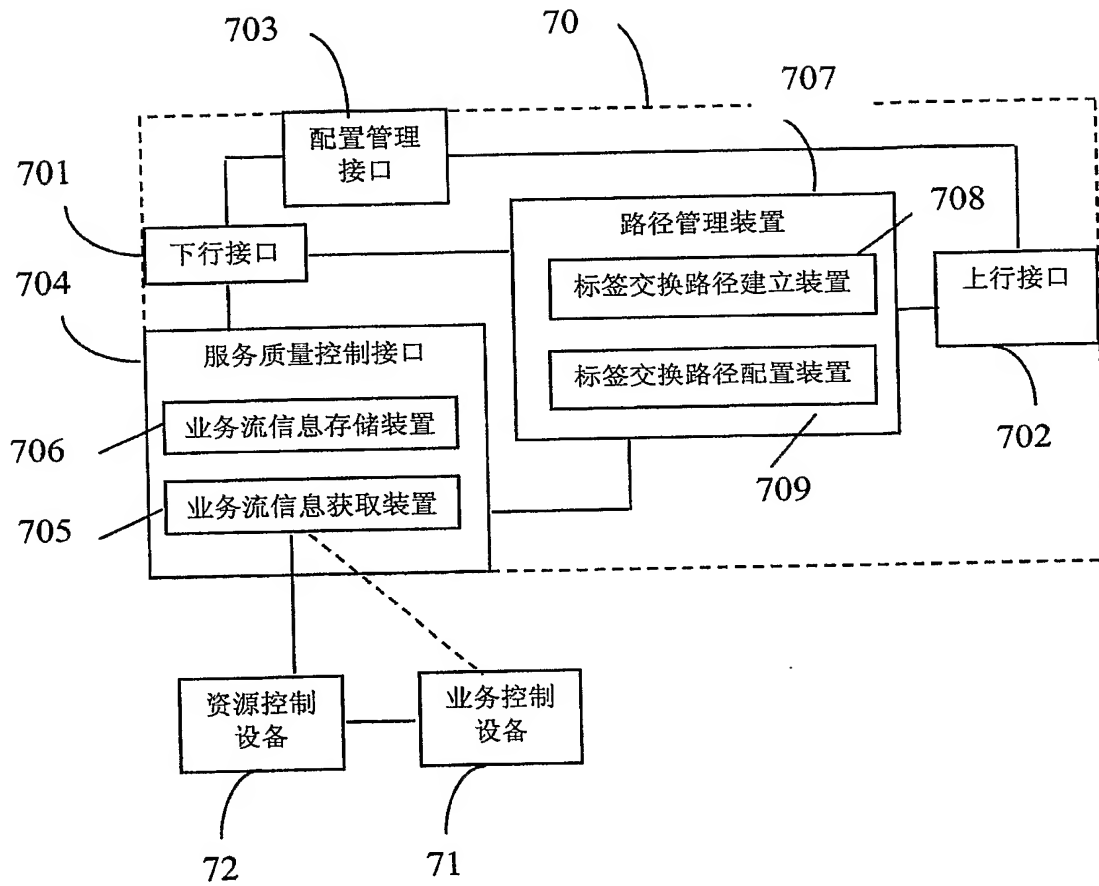 703
70
707
配置管理
接口
701
708
路径管理装置
下行接口
标签交换路径建立装置
上行接口
704
服务质量控制接口
标签交换路径配置装置
业务流信息存储装置
706
702
709
业务流信息获取装置
705
资源控制
设备
业务控制
设备
72
71